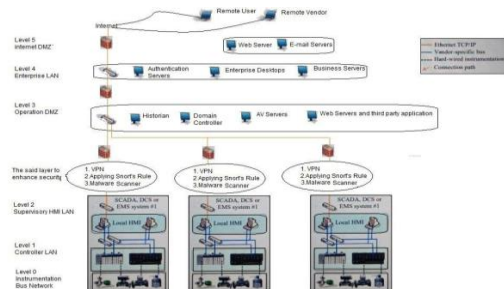 Remote User
Remote Vendor
Internet
Level 5
Internet DMZ
Web Server
E-mail Servers
Ethernet TCP/IP
Vendor-specific bus
Hard-wired instrumentation
Connection path
Level 4
Enterprise LAN
Authentication
Servers
Enterprise Desktops
Business Servers
Level 3
Operation DMZ
Historian
Domain
Controller
AV Servers
Web Servers and third party application
The said layer to
enhance security
1. VPN
2.Applying Snort's Rule
3.Malware Scanner
1. VPN
2.Applying Snort's Rule
3.Malware Scanner
1. VPN
2.Applying Snort's Rule
3.Malware Scanner
Level 2
Supervisory HMI LAN
SCADA, DCS or
EMS system #1
Local HMI
SCADA, DCS or
EMS system #1
Local HMI
SCADA, DCS or
EMS system #1
Local HMI
Level 1
Controller LAN
Level 0
Instrumentation
Bus Network